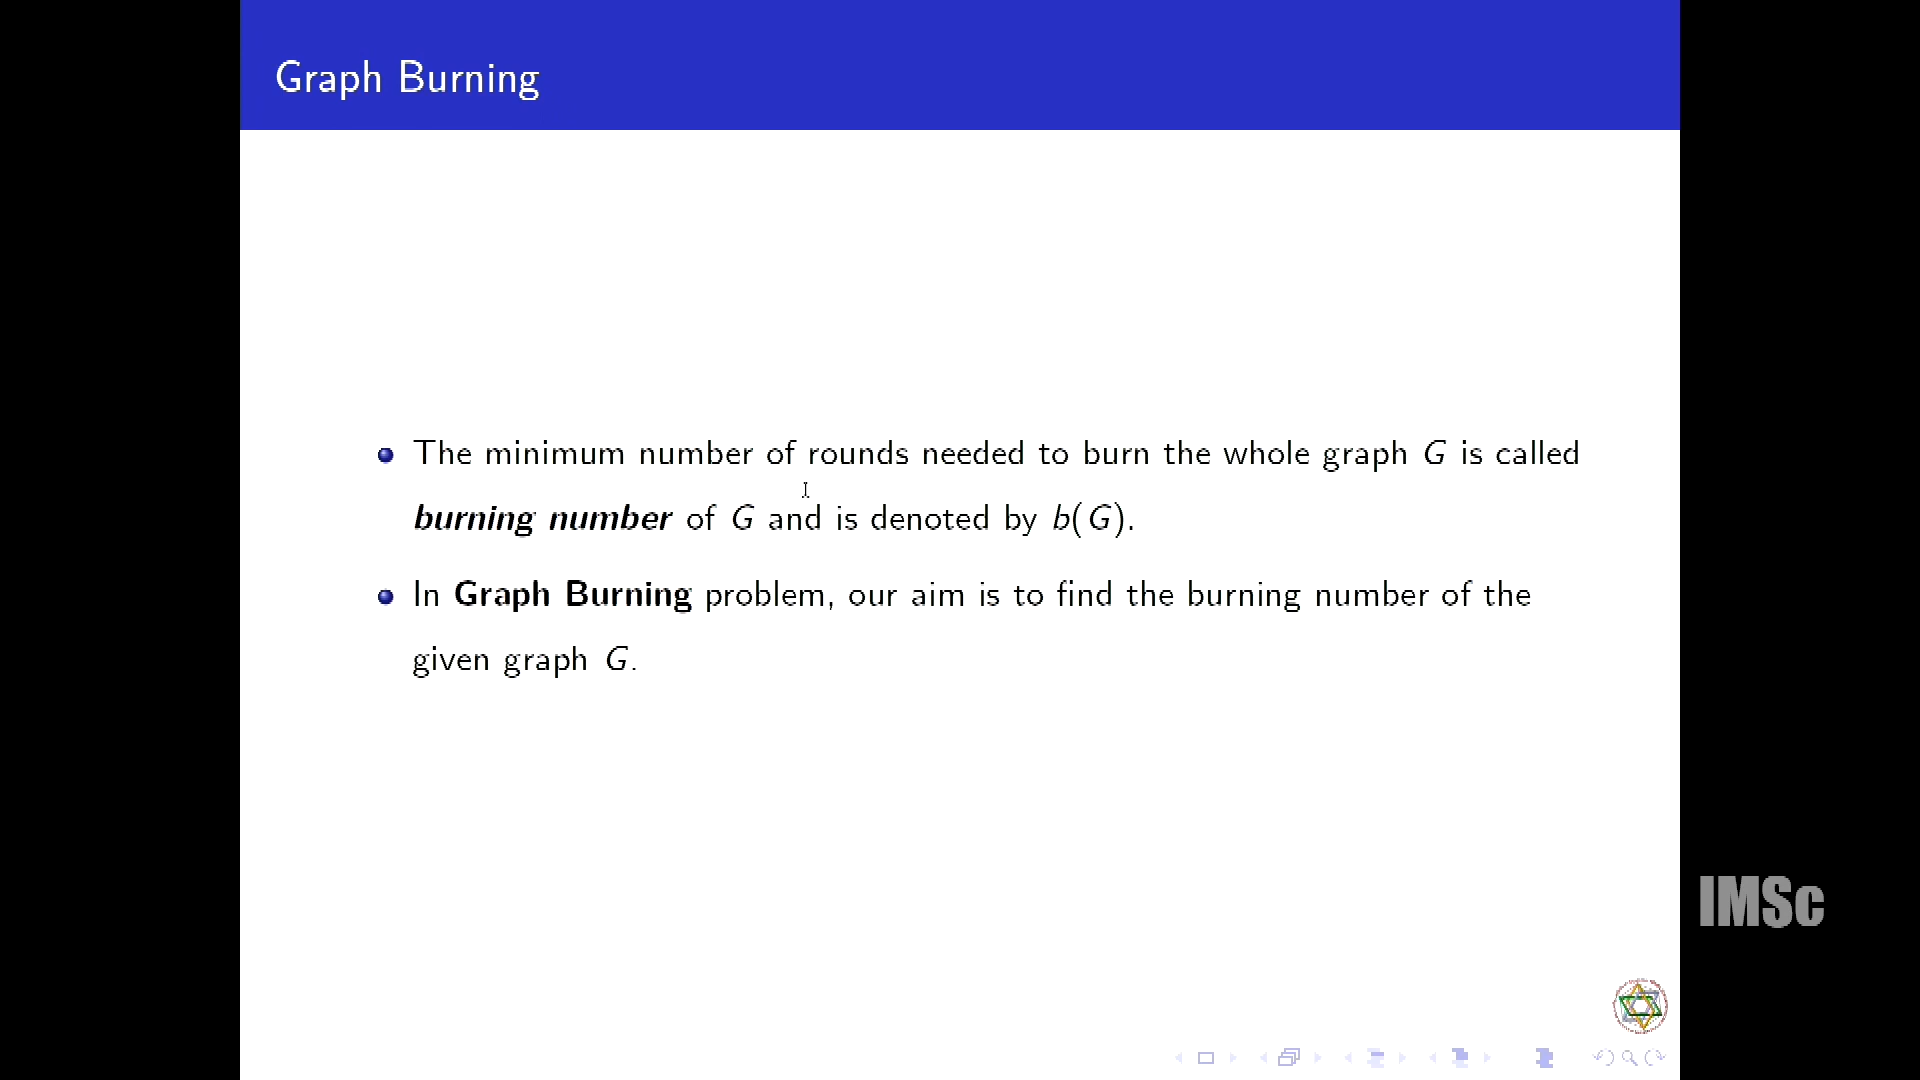 Graph Burning
The minimum number of rounds needed to burn the whole graph G is called
burning number of G and is denoted by b(G).
In Graph Burning problem, our aim is to find the burning number of the
given graph G.
IMSc